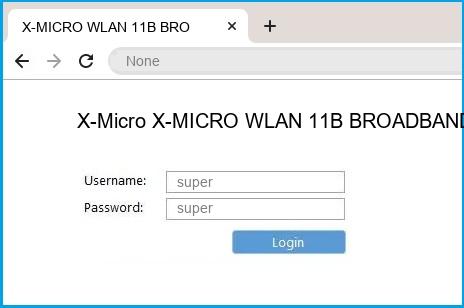 X-MICRO WLAN 11B BRO
None
X-Micro X-MICRO WLAN 11B BROADBAND
Username: super
Password: super
Login